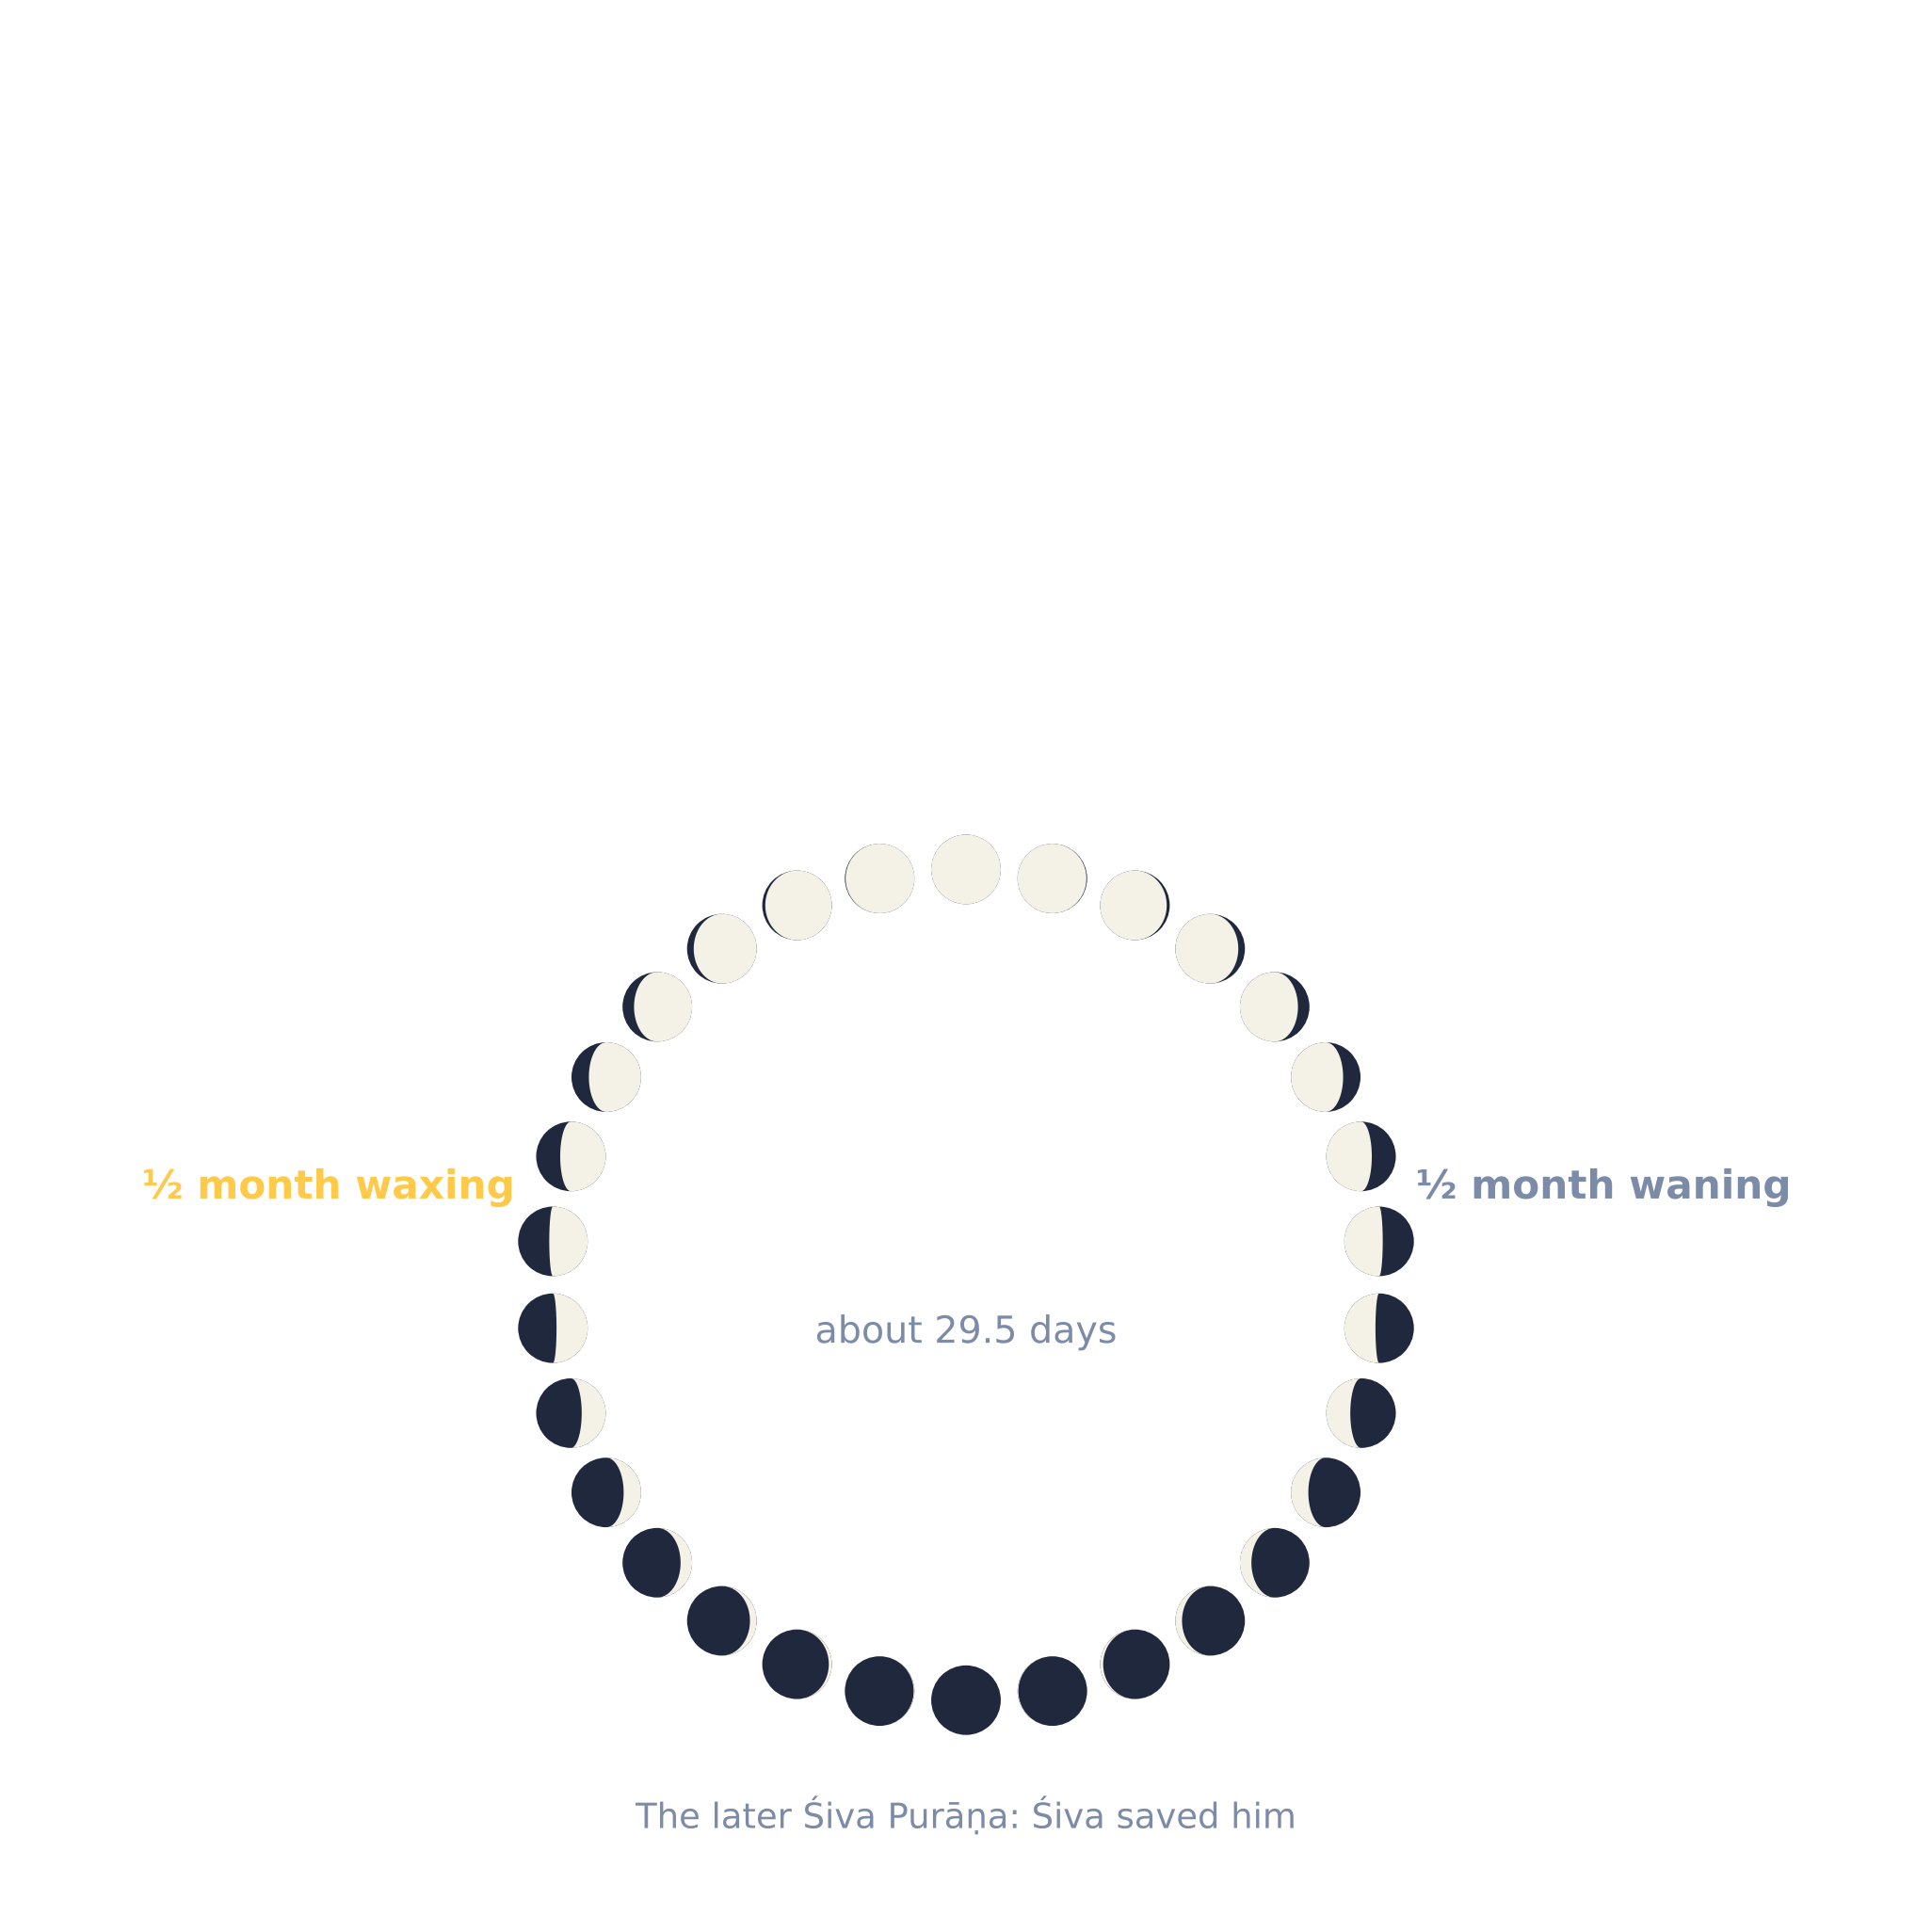 ½ month waxing
½ month waning
about 29.5 days
The later Śiva Purāṇa: Śiva saved him